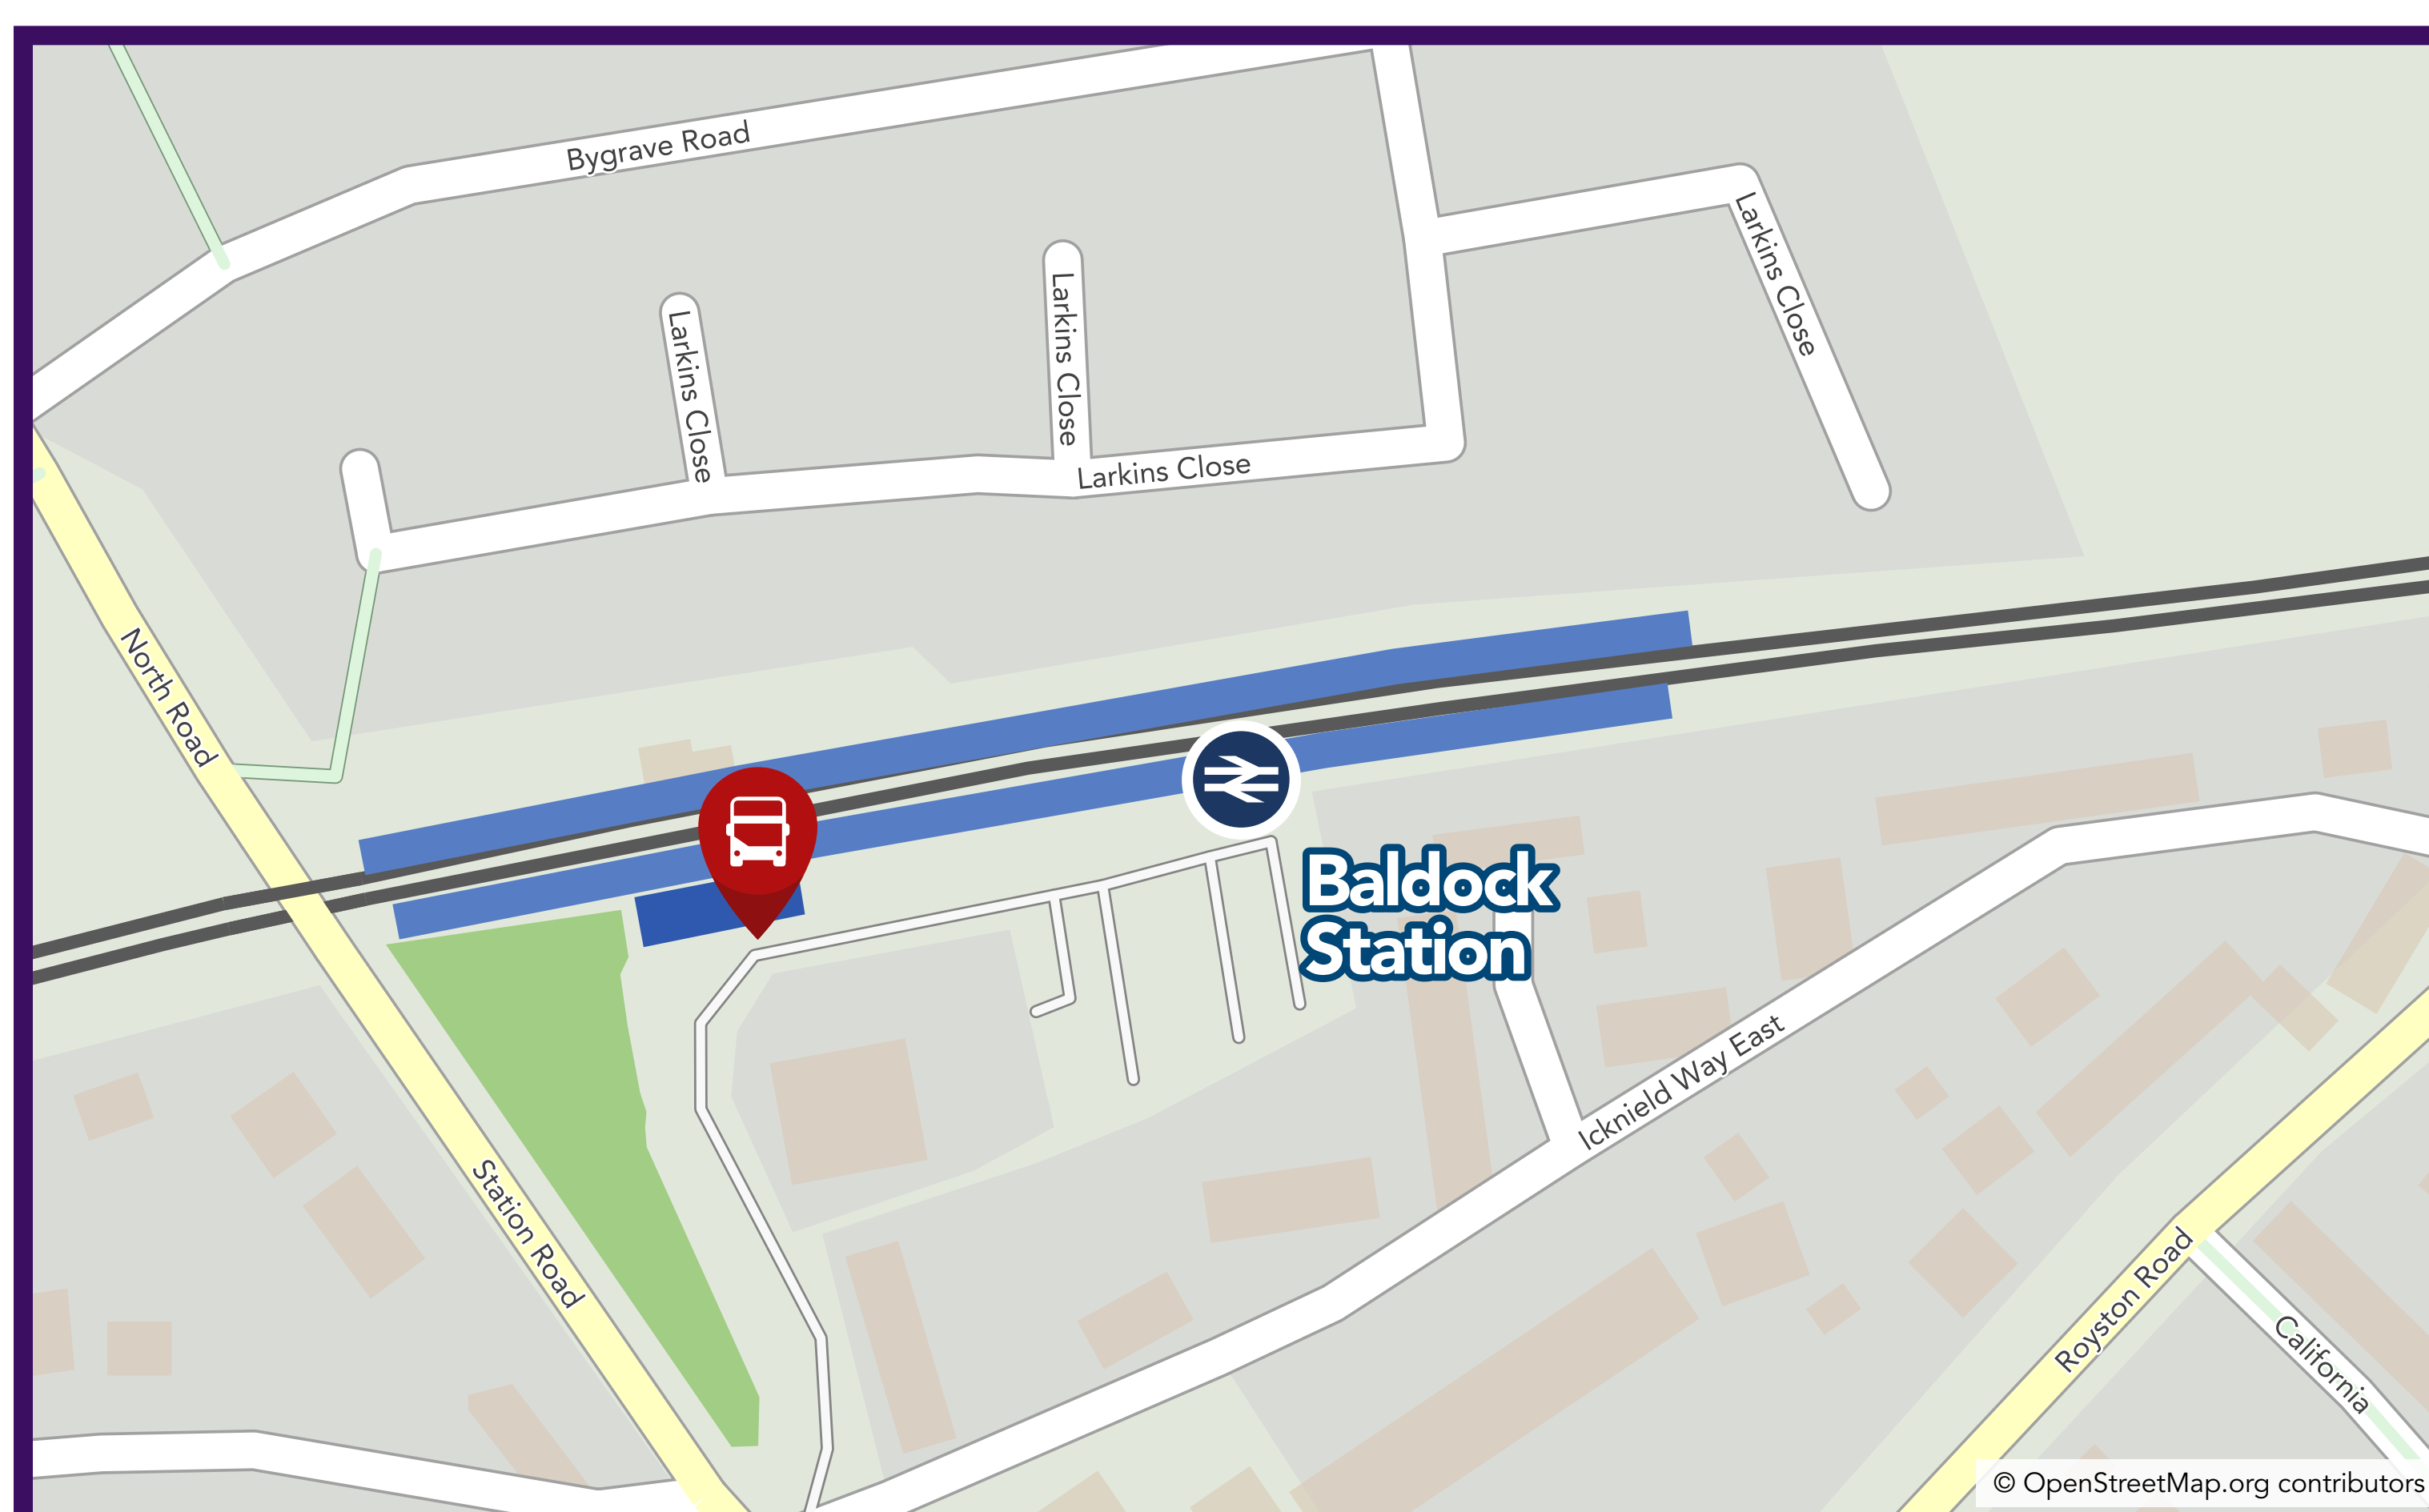 Bygrave Road
Larkins Close
Larkins Close
Larkins Close
Larkins Close
North Road
Baldock
Station
Icknield Way East
Station Road
Royston Road
California
© OpenStreetMap.org contributors